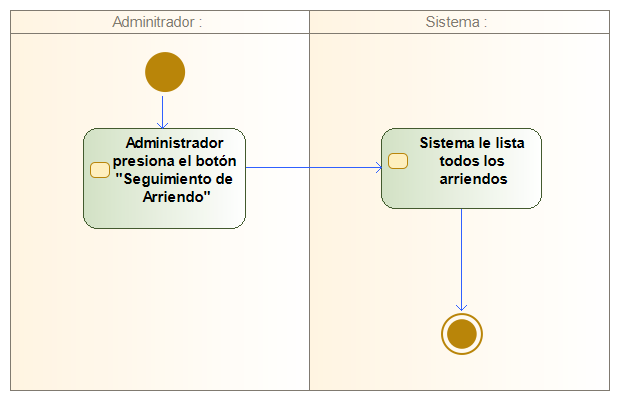 Adminitrador :
Sistema :
Administrador
presiona el botón
"Seguimiento de
Arriendo"
Sistema le lista
todos los
arriendos